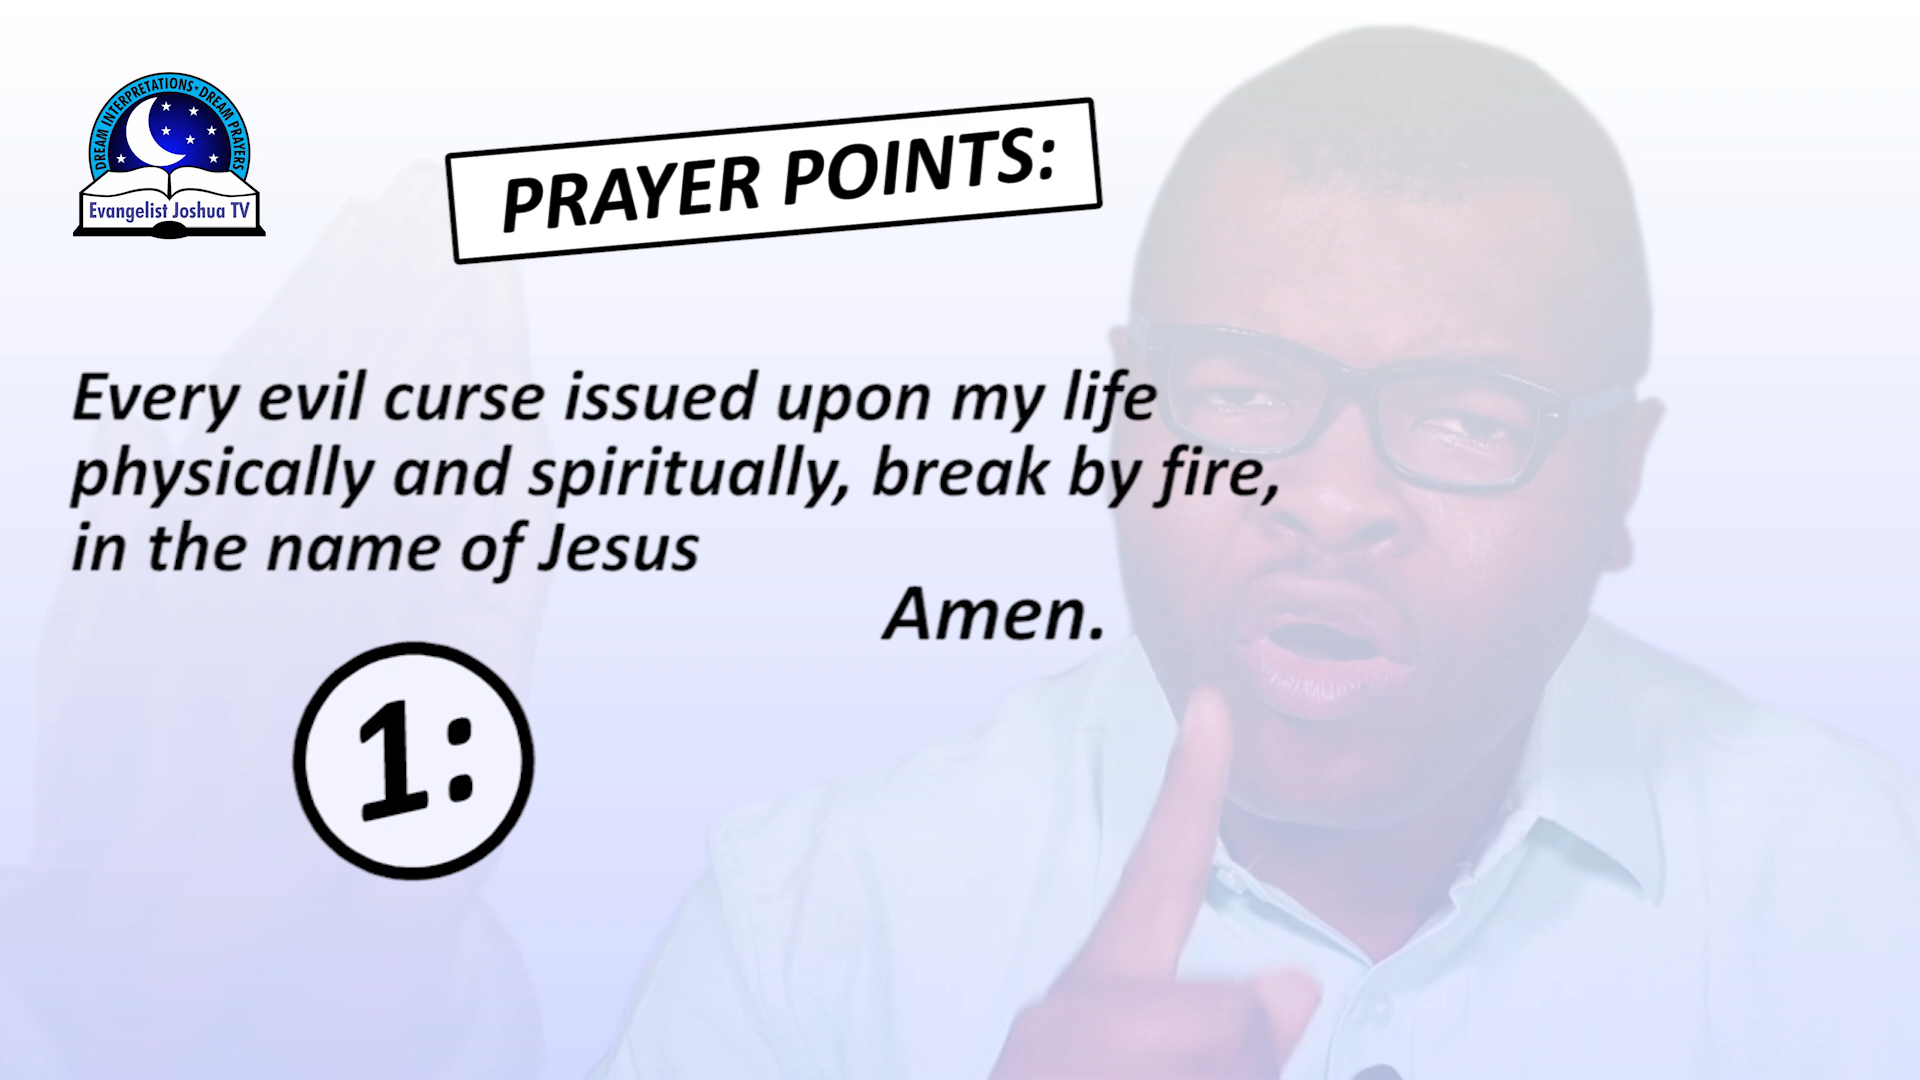 DREAM INTERPRETATIONS • DREAM PRAYERS
Evangelist Joshua TV
PRAYER POINTS:
Every evil curse issued upon my life
physically and spiritually, break by fire,
in the name of Jesus
Amen.
1: